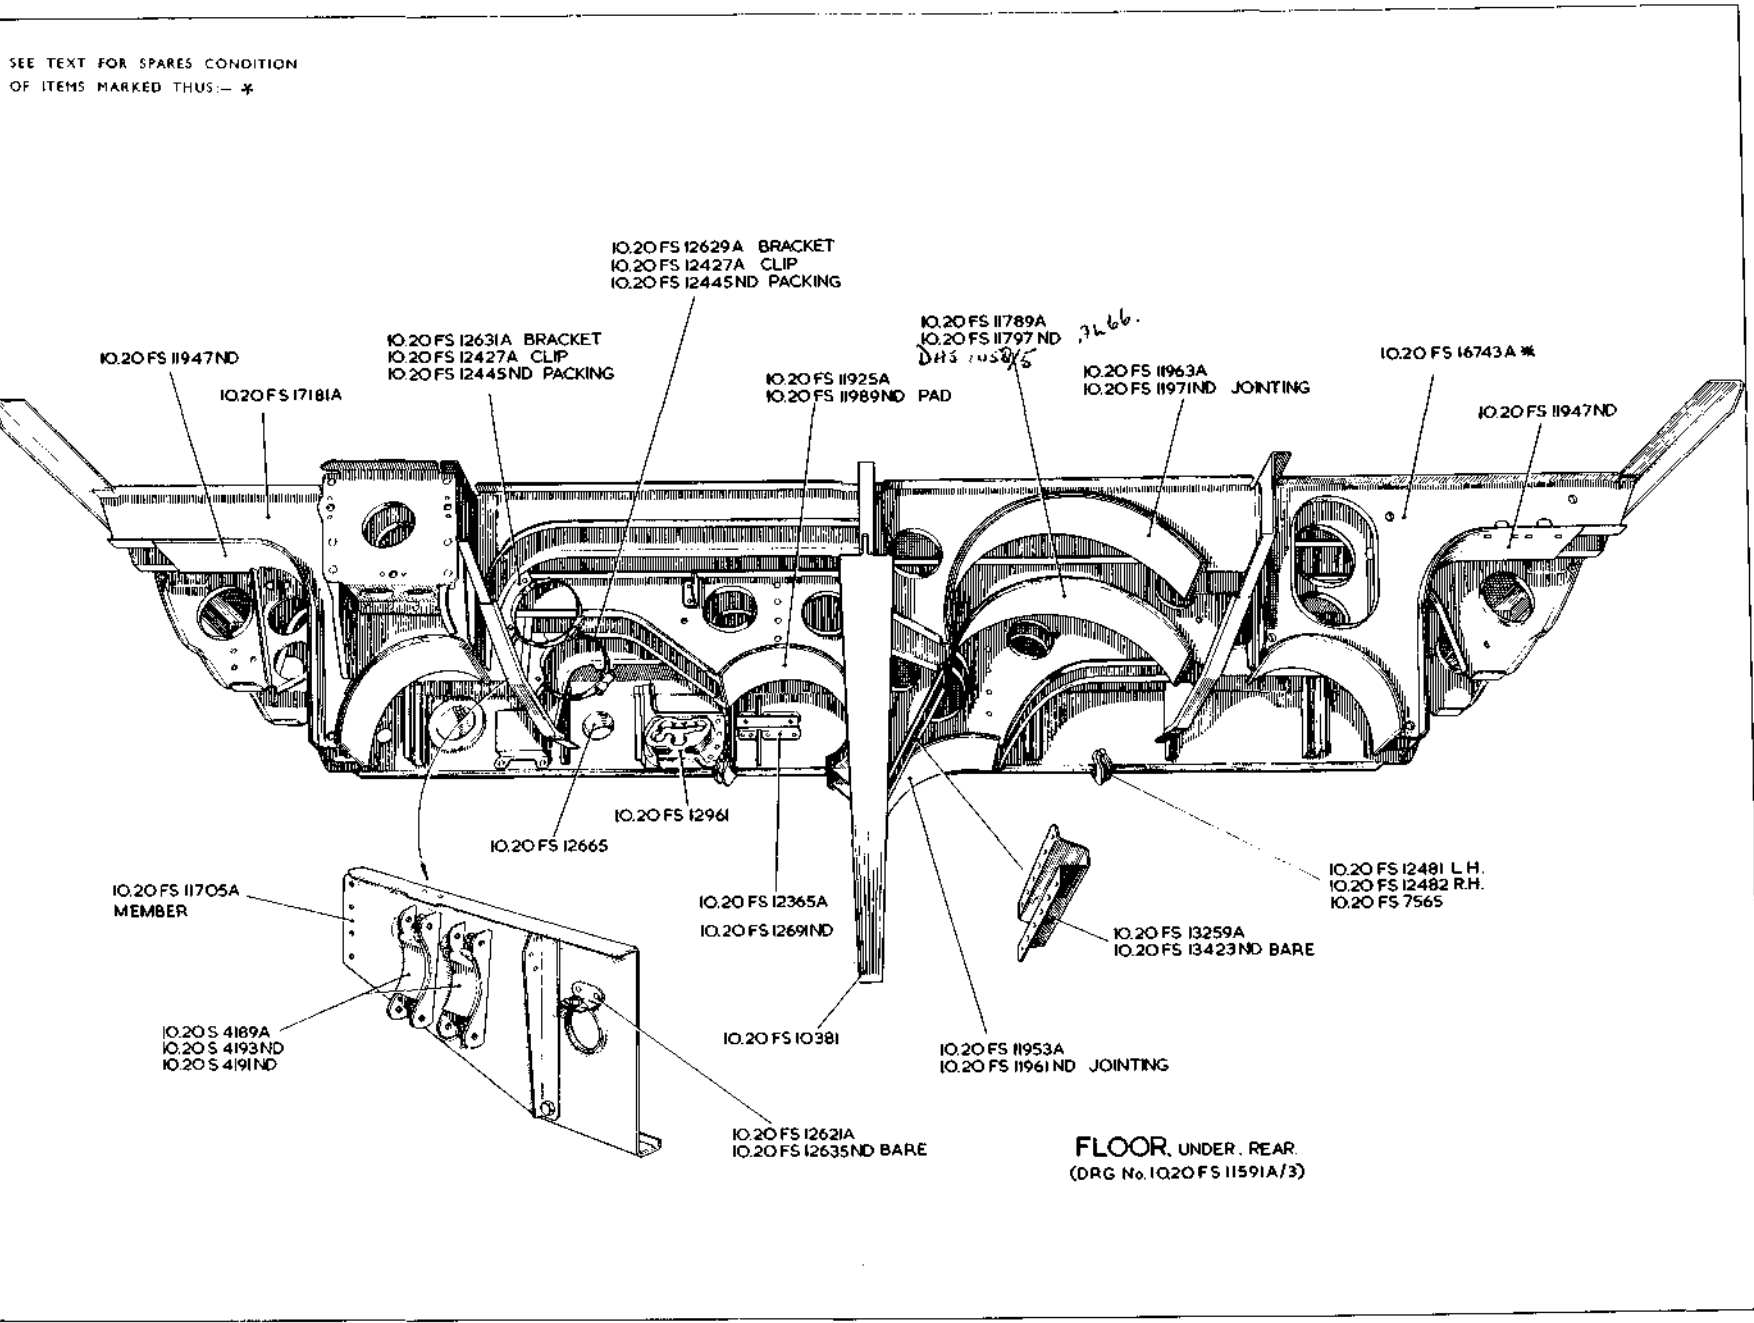 SEE TEXT FOR SPARES CONDITION
OF ITEMS MARKED THUS:— *
10.20 FS 12629A BRACKET
10.20 FS 12427A CLIP
10.20 FS 12445ND PACKING
10.20 FS 12631A BRACKET
10.20 FS 12427A CLIP
10.20 FS 12445ND PACKING
10.20 FS 11947ND
10.20 FS 17181A
10.20 FS 11925A
10.20 FS 11989ND PAD
10.20 FS 11789A
10.20 FS 11797 ND
10.20 FS 11963A
10.20 FS 11971ND JOINTING
10.20 FS 16743A *
10.20 FS 11947ND
10.20 FS 12961
10.20 FS 12665
10.20 FS 11705A
MEMBER
10.20 FS 12365A
10.20 FS 12691ND
10.20 FS 12481 L.H.
10.20 FS 12482 R.H.
10.20 FS 7565
10.20 FS 13259A
10.20 FS 13423ND BARE
10.20 S 4189A
10.20 S 4193ND
10.20 S 4191ND
10.20 FS 10381
10.20 FS 11953A
10.20 FS 11961ND JOINTING
10.20 FS 12621A
10.20 FS 12635ND BARE
FLOOR. UNDER. REAR.
(DRG No. 10.20 FS 11591A/3)